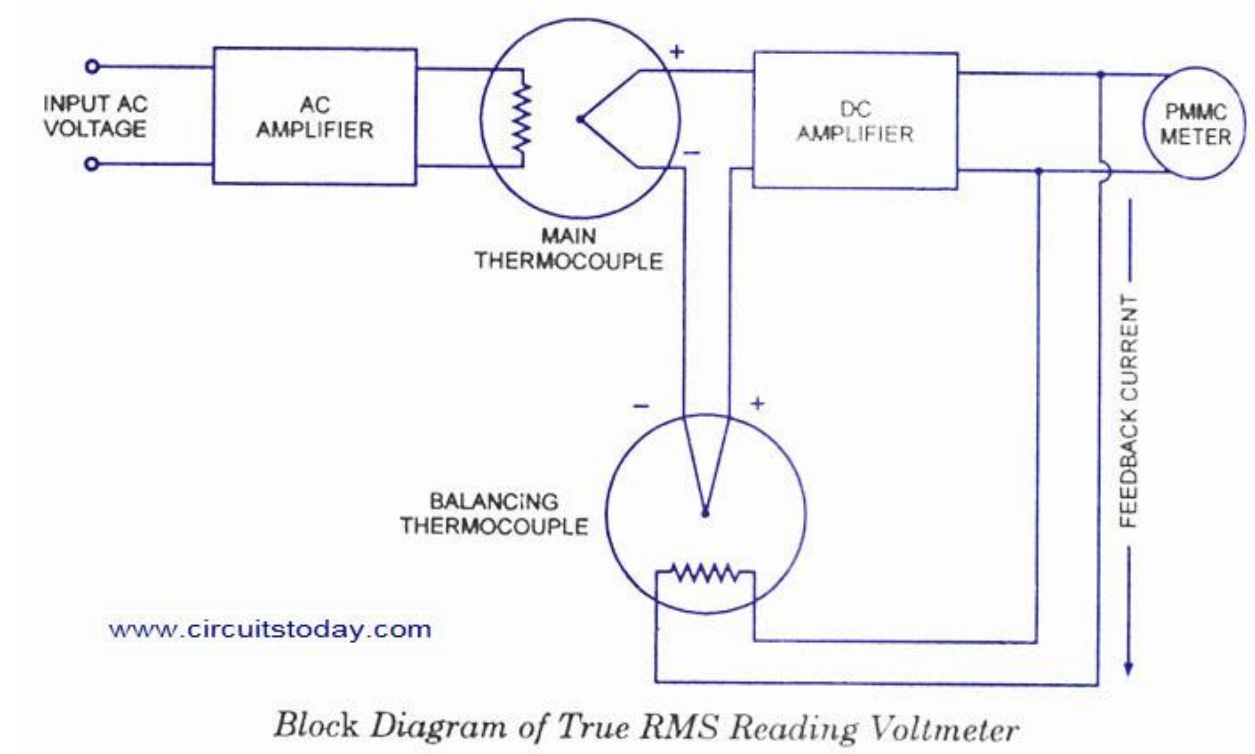 INPUT AC
VOLTAGE
AC
AMPLIFIER
+
−
MAIN
THERMOCOUPLE
DC
AMPLIFIER
PMMC
METER
FEEDBACK CURRENT
−
+
BALANCING
THERMOCOUPLE
www.circuitstoday.com
Block Diagram of True RMS Reading Voltmeter